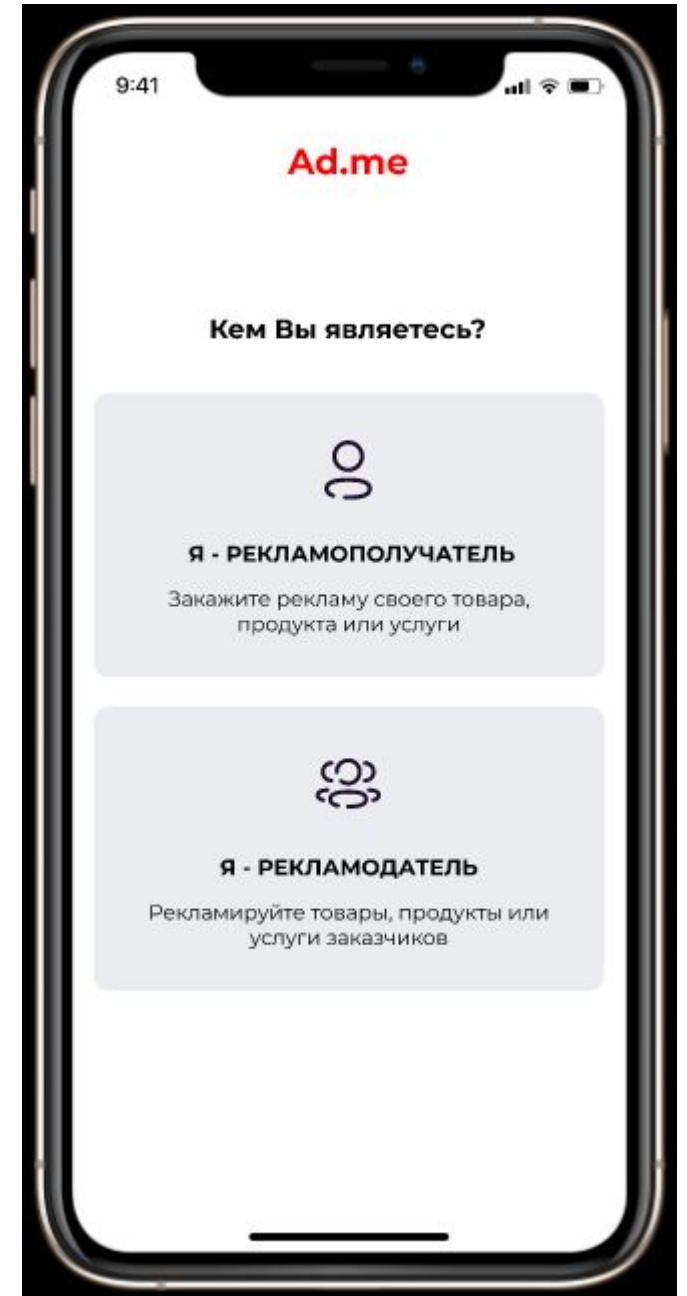 9:41
Ad.me
Кем Вы являетесь?
Я - РЕКЛАМОПОЛУЧАТЕЛЬ
Закажите рекламу своего товара,
продукта или услуги
Я - РЕКЛАМОДАТЕЛЬ
Рекламируйте товары, продукты или
услуги заказчиков